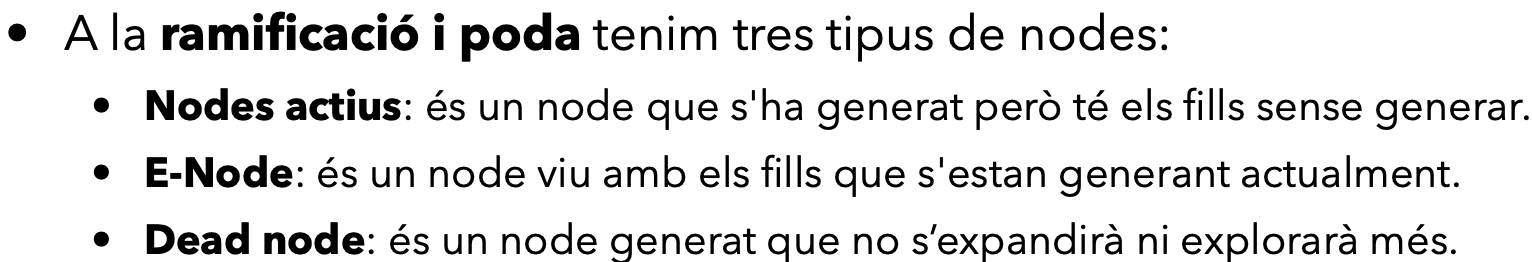 • A la ramificació i poda tenim tres tipus de nodes:
• Nodes actius: és un node que s'ha generat però té els fills sense generar.
• E-Node: és un node viu amb els fills que s'estan generant actualment.
• Dead node: és un node generat que no s’expandirà ni explorarà més.